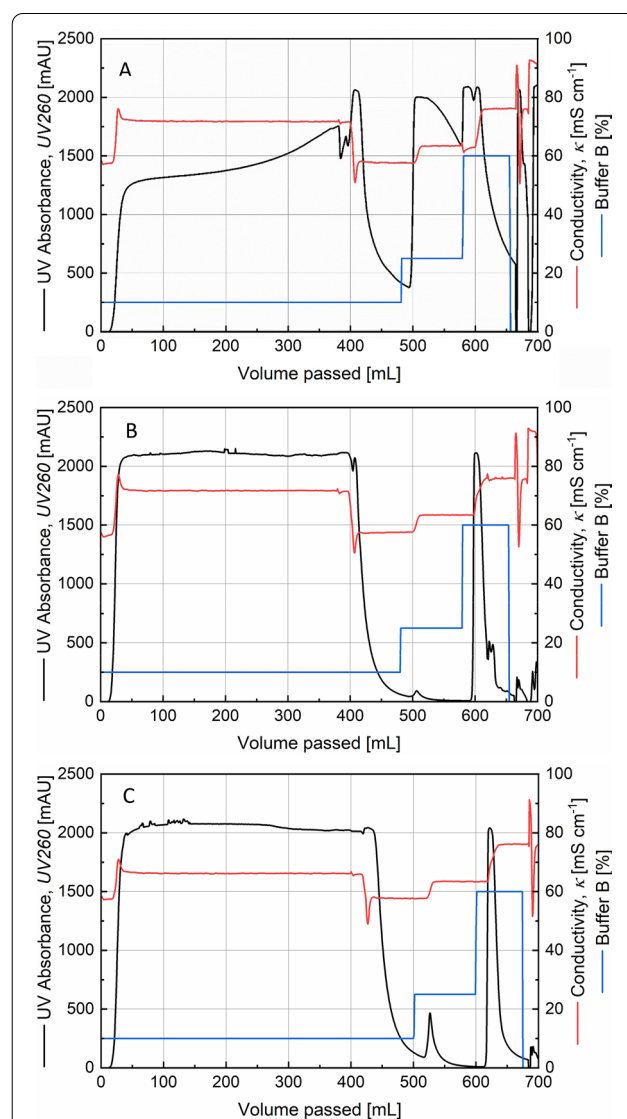 A
UV Absorbance, UV260 [mAU]
2500
2000
1500
1000
500
0
0 100 200 300 400 500 600 700
Volume passed [mL]
100
80
60
40
20
0
Conductivity, κ [mS cm⁻¹]
Buffer B [%]
B
UV Absorbance, UV260 [mAU]
2500
2000
1500
1000
500
0
0 100 200 300 400 500 600 700
Volume passed [mL]
100
80
60
40
20
0
Conductivity, κ [mS cm⁻¹]
Buffer B [%]
C
UV Absorbance, UV260 [mAU]
2500
2000
1500
1000
500
0
0 100 200 300 400 500 600 700
Volume passed [mL]
100
80
60
40
20
0
Conductivity, κ [mS cm⁻¹]
Buffer B [%]